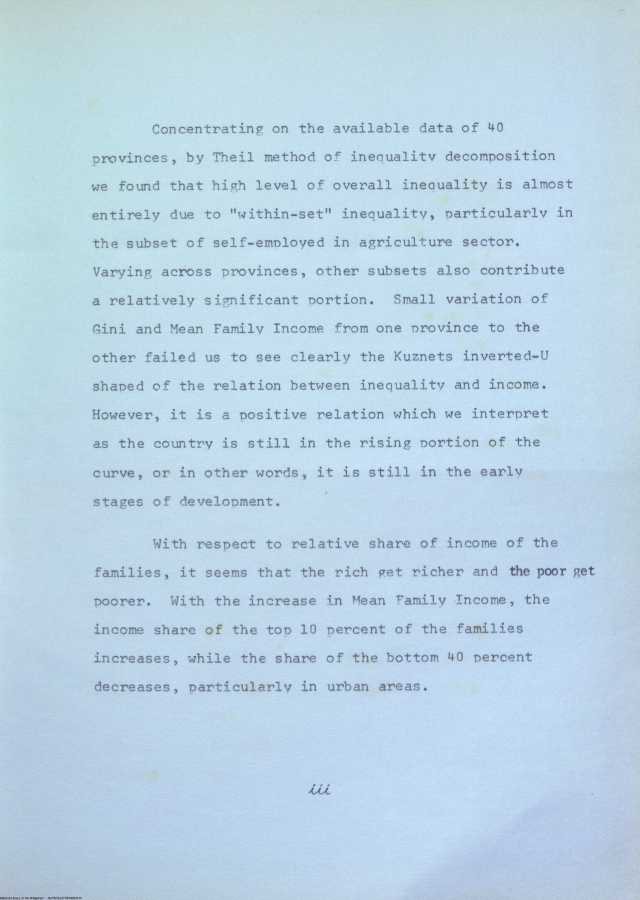 Concentrating on the available data of 40
provinces, by Theil method of inequality decomposition
we found that high level of overall inequality is almost
entirely due to "within-set" inequality, particularly in
the subset of self-employed in agriculture sector.
Varying across provinces, other subsets also contribute
a relatively significant portion. Small variation of
Gini and Mean Family Income from one province to the
other failed us to see clearly the Kuznets inverted-U
shaped of the relation between inequality and income.
However, it is a positive relation which we interpret
as the country is still in the rising portion of the
curve, or in other words, it is still in the early
stages of development.
With respect to relative share of income of the
families, it seems that the rich get richer and the poor get
poorer. With the increase in Mean Family Income, the
income share of the top 10 percent of the families
increases, while the share of the bottom 40 percent
decreases, particularly in urban areas.
iii